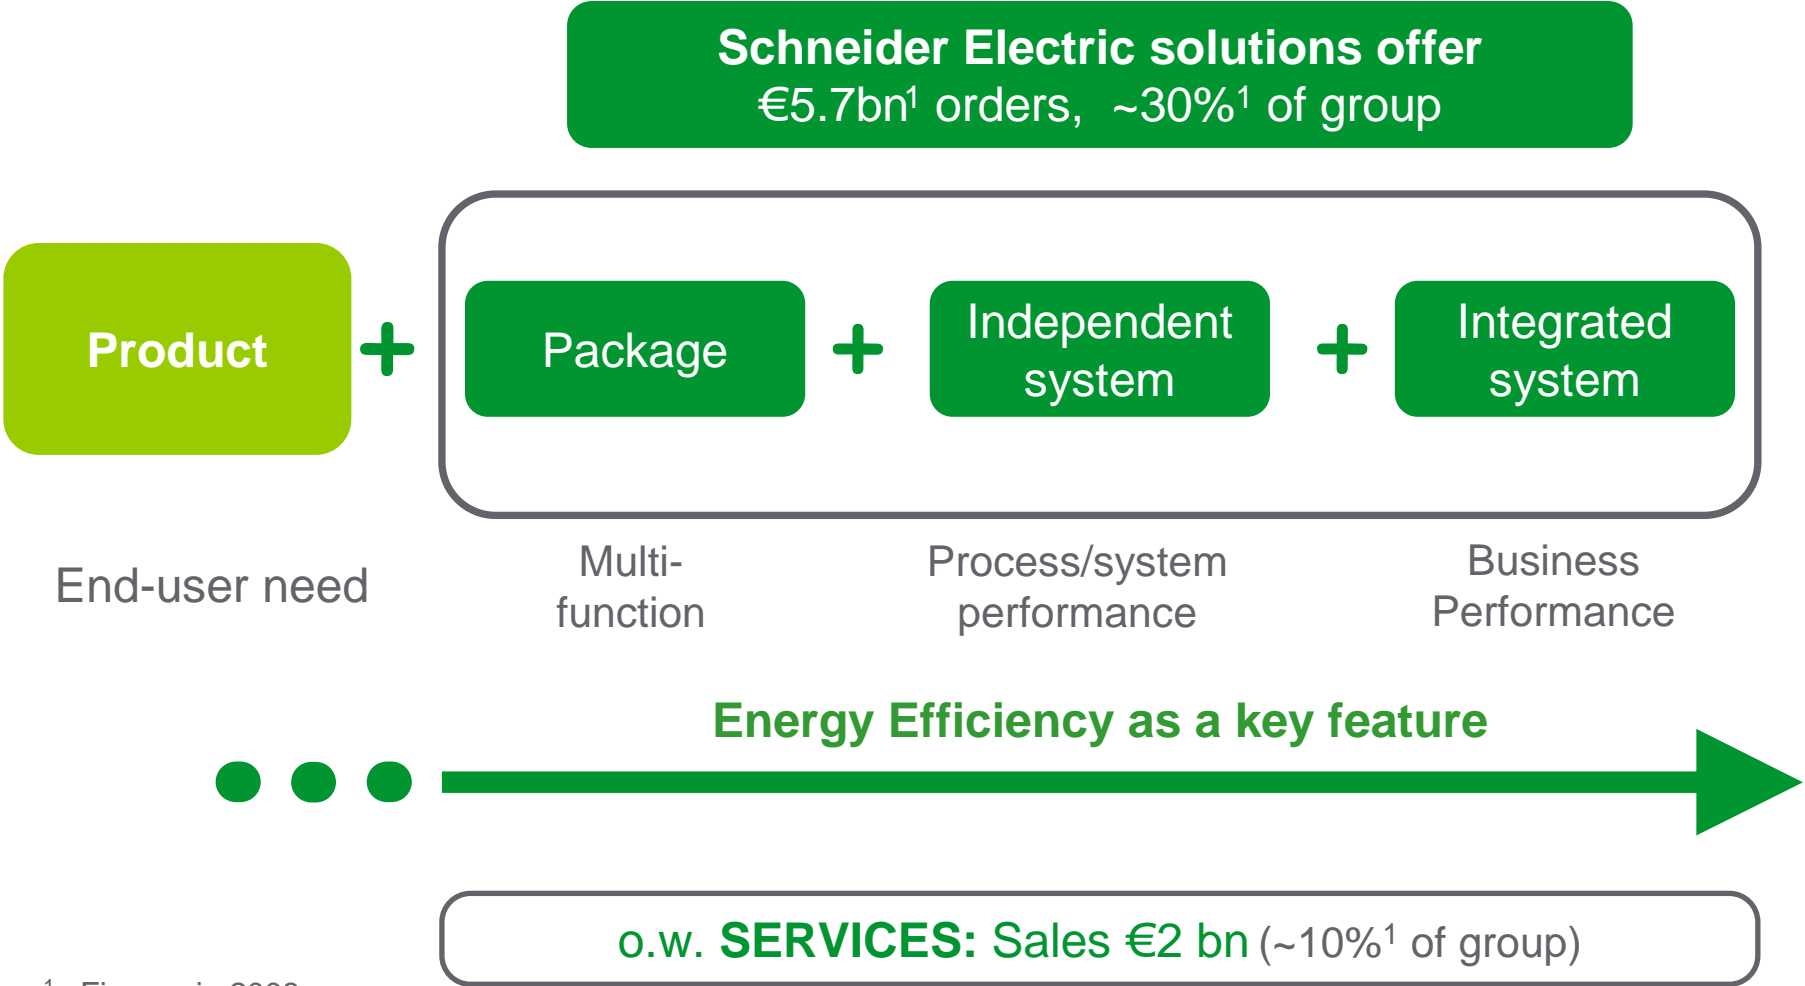 Schneider Electric solutions offer
€5.7bn¹ orders, ~30%¹ of group
Product
+
Package
+
Independent
system
+
Integrated
system
End-user need
Multi-
function
Process/system
performance
Business
Performance
Energy Efficiency as a key feature
o.w. SERVICES: Sales €2 bn (~10%¹ of group)
1